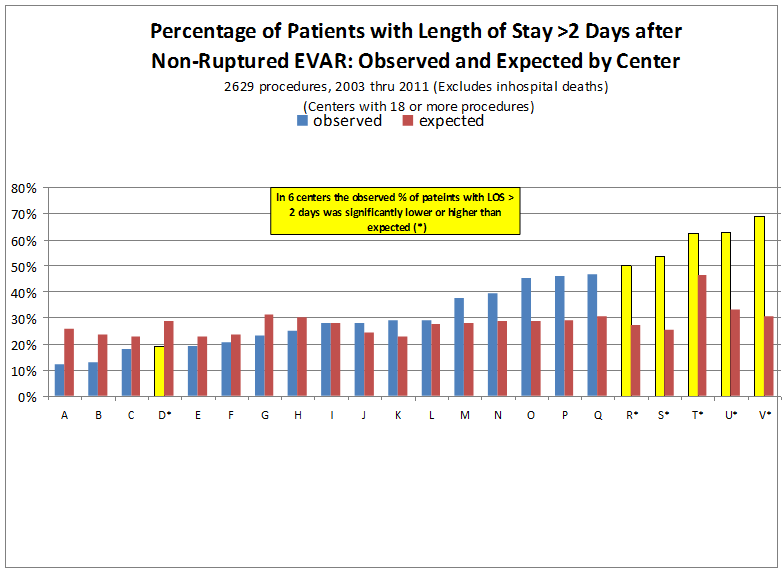 Percentage of Patients with Length of Stay >2 Days after
Non-Ruptured EVAR: Observed and Expected by Center
2629 procedures, 2003 thru 2011 (Excludes inhospital deaths)
(Centers with 18 or more procedures)
observed expected
80%
In 6 centers the observed % of pateints with LOS >
2 days was significantly lower or higher than
expected (*)
70%
60%
50%
40%
30%
20%
10%
0%
A B C D* E F G H I J K L M N O P Q R* S* T* U* V*